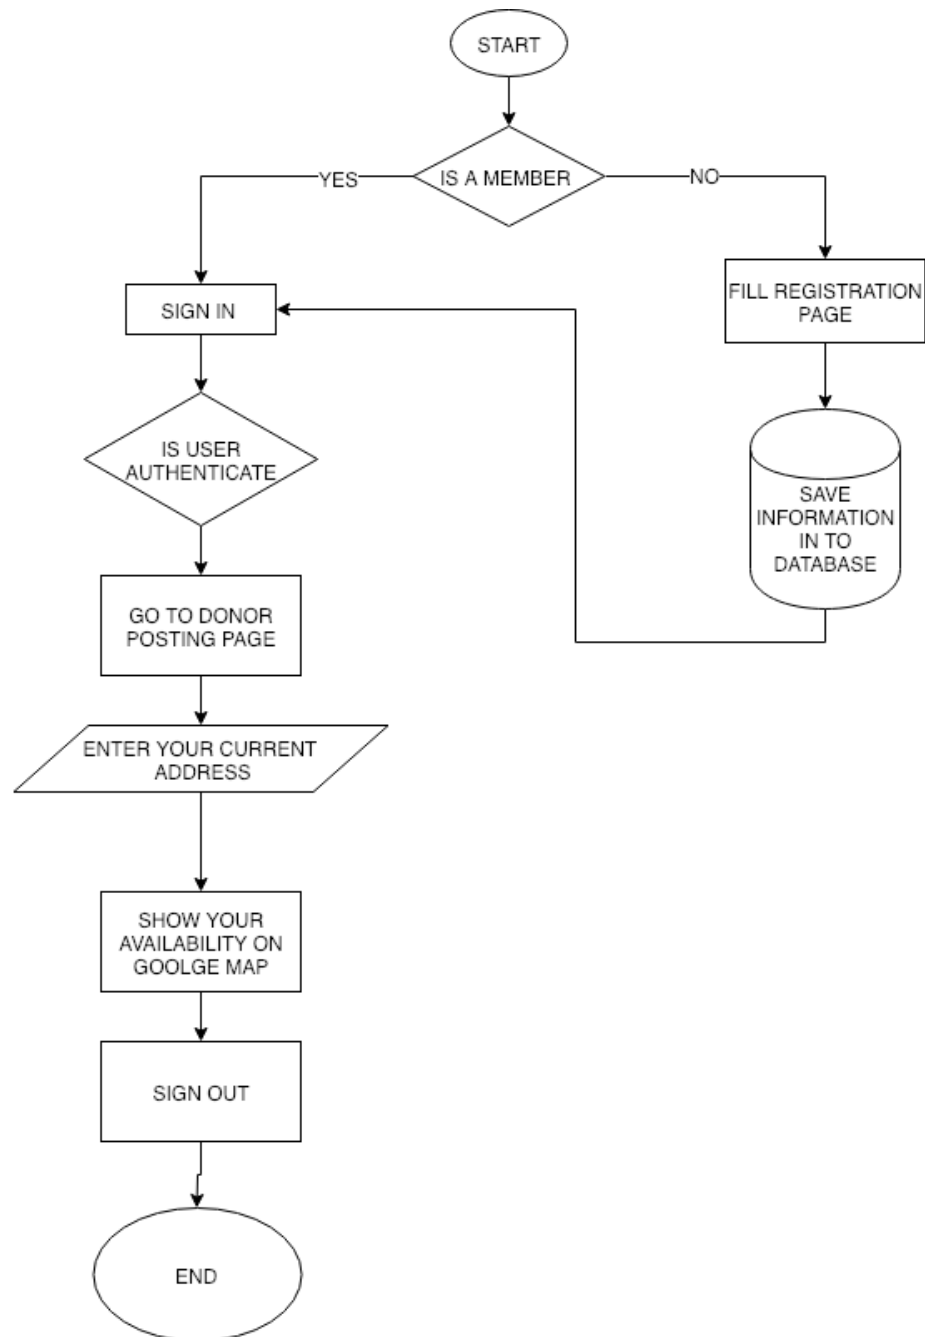 START
IS A MEMBER
YES
NO
FILL REGISTRATION
PAGE
SIGN IN
SAVE
INFORMATION
IN TO
DATABASE
IS USER
AUTHENTICATE
GO TO DONOR
POSTING PAGE
ENTER YOUR CURRENT
ADDRESS
SHOW YOUR
AVAILABILITY ON
GOOLGE MAP
SIGN OUT
END